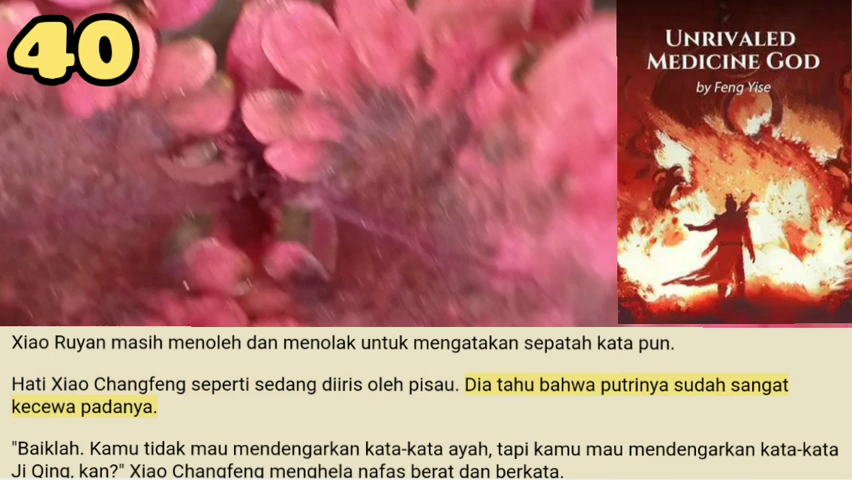 40
UNRIVALED
MEDICINE GOD
by Feng Yise
Xiao Ruyan masih menoleh dan menolak untuk mengatakan sepatah kata pun.
Hati Xiao Changfeng seperti sedang diiris oleh pisau. Dia tahu bahwa putrinya sudah sangat
kecewa padanya.
"Baiklah. Kamu tidak mau mendengarkan kata-kata ayah, tapi kamu mau mendengarkan kata-kata
Ji Qing, kan?" Xiao Changfeng menghela nafas berat dan berkata.